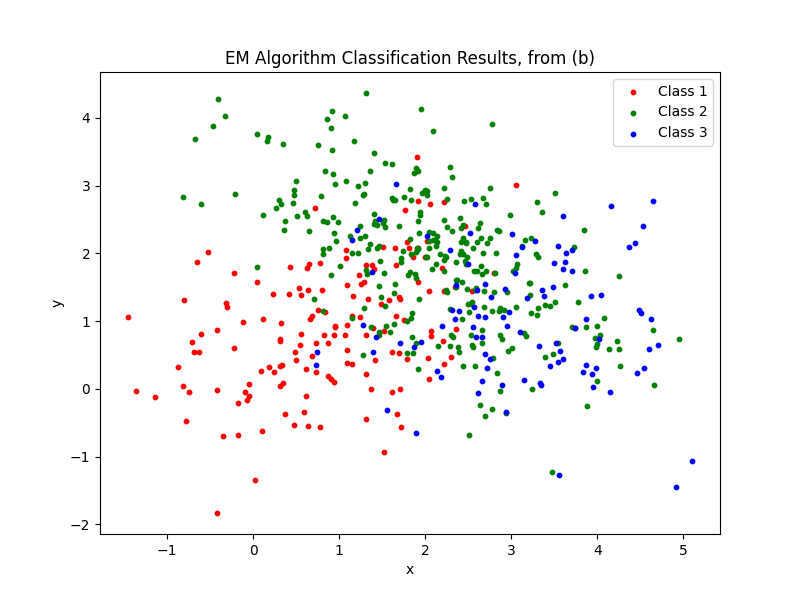 EM Algorithm Classification Results, from (b)
Class 1
Class 2
Class 3
4
3
2
1
0
−1
−2
y
−1
0
1
2
3
4
5
x